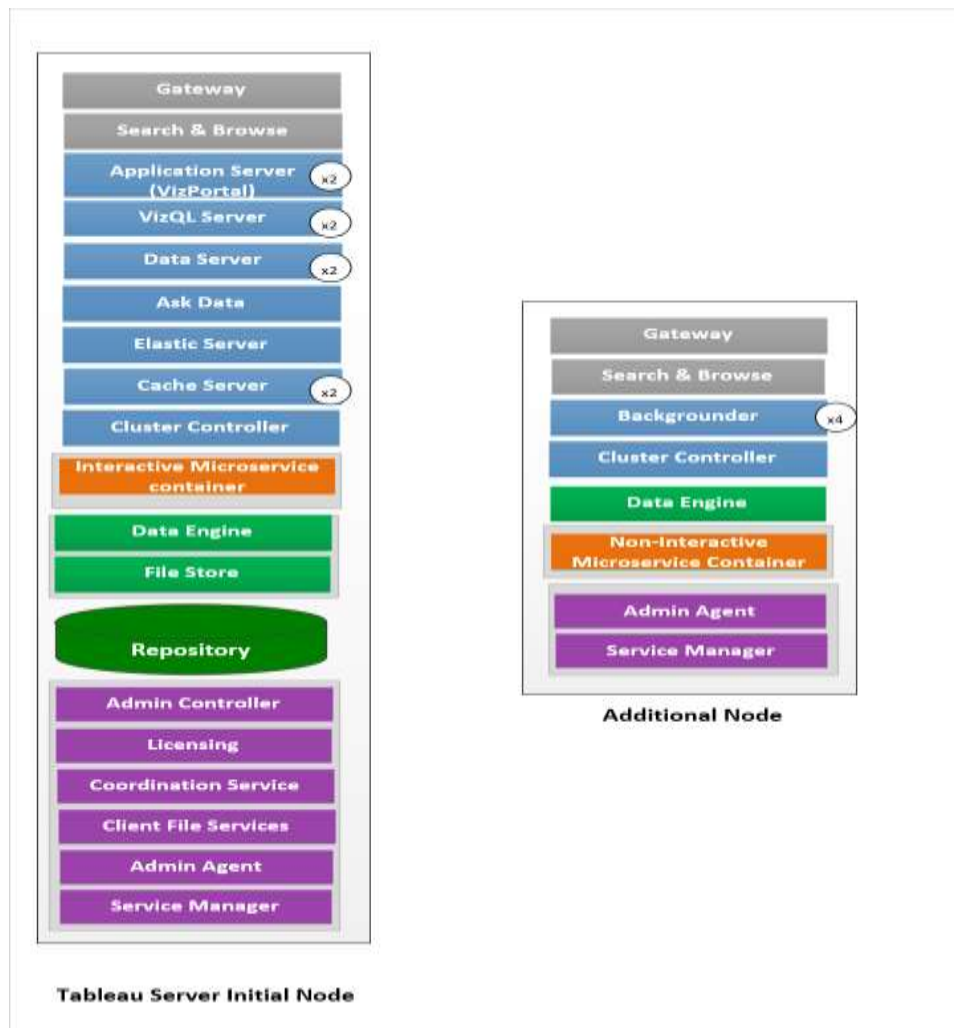 Gateway
Search & Browse
Application Server
(VizPortal)
x2
VizQL Server
x2
Data Server
x2
Ask Data
Elastic Server
Cache Server
x2
Cluster Controller
Interactive Microservice
container
Data Engine
File Store
Repository
Admin Controller
Licensing
Coordination Service
Client File Services
Admin Agent
Service Manager
Tableau Server Initial Node
Gateway
Search & Browse
Backgrounder
x4
Cluster Controller
Data Engine
Non-Interactive
Microservice Container
Admin Agent
Service Manager
Additional Node